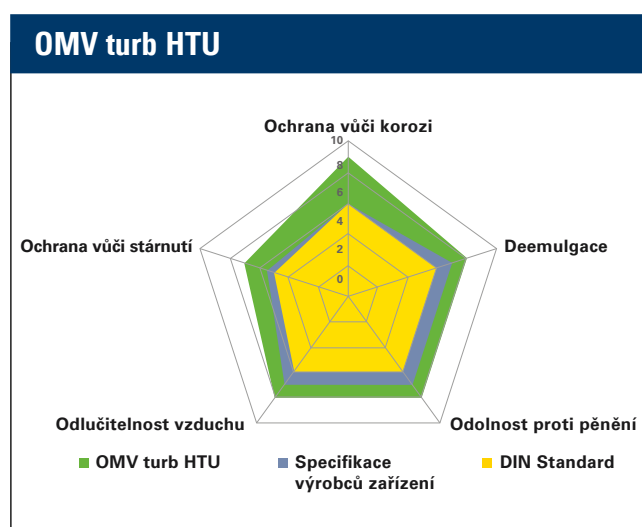 OMV turb HTU
Ochrana vůči korozi
10
8
6
4
2
0
Ochrana vůči stárnutí
Deemulgace
Odlučitelnost vzduchu
Odolnost proti pěnění
OMV turb HTU
Specifikace
výrobců zařízení
DIN Standard